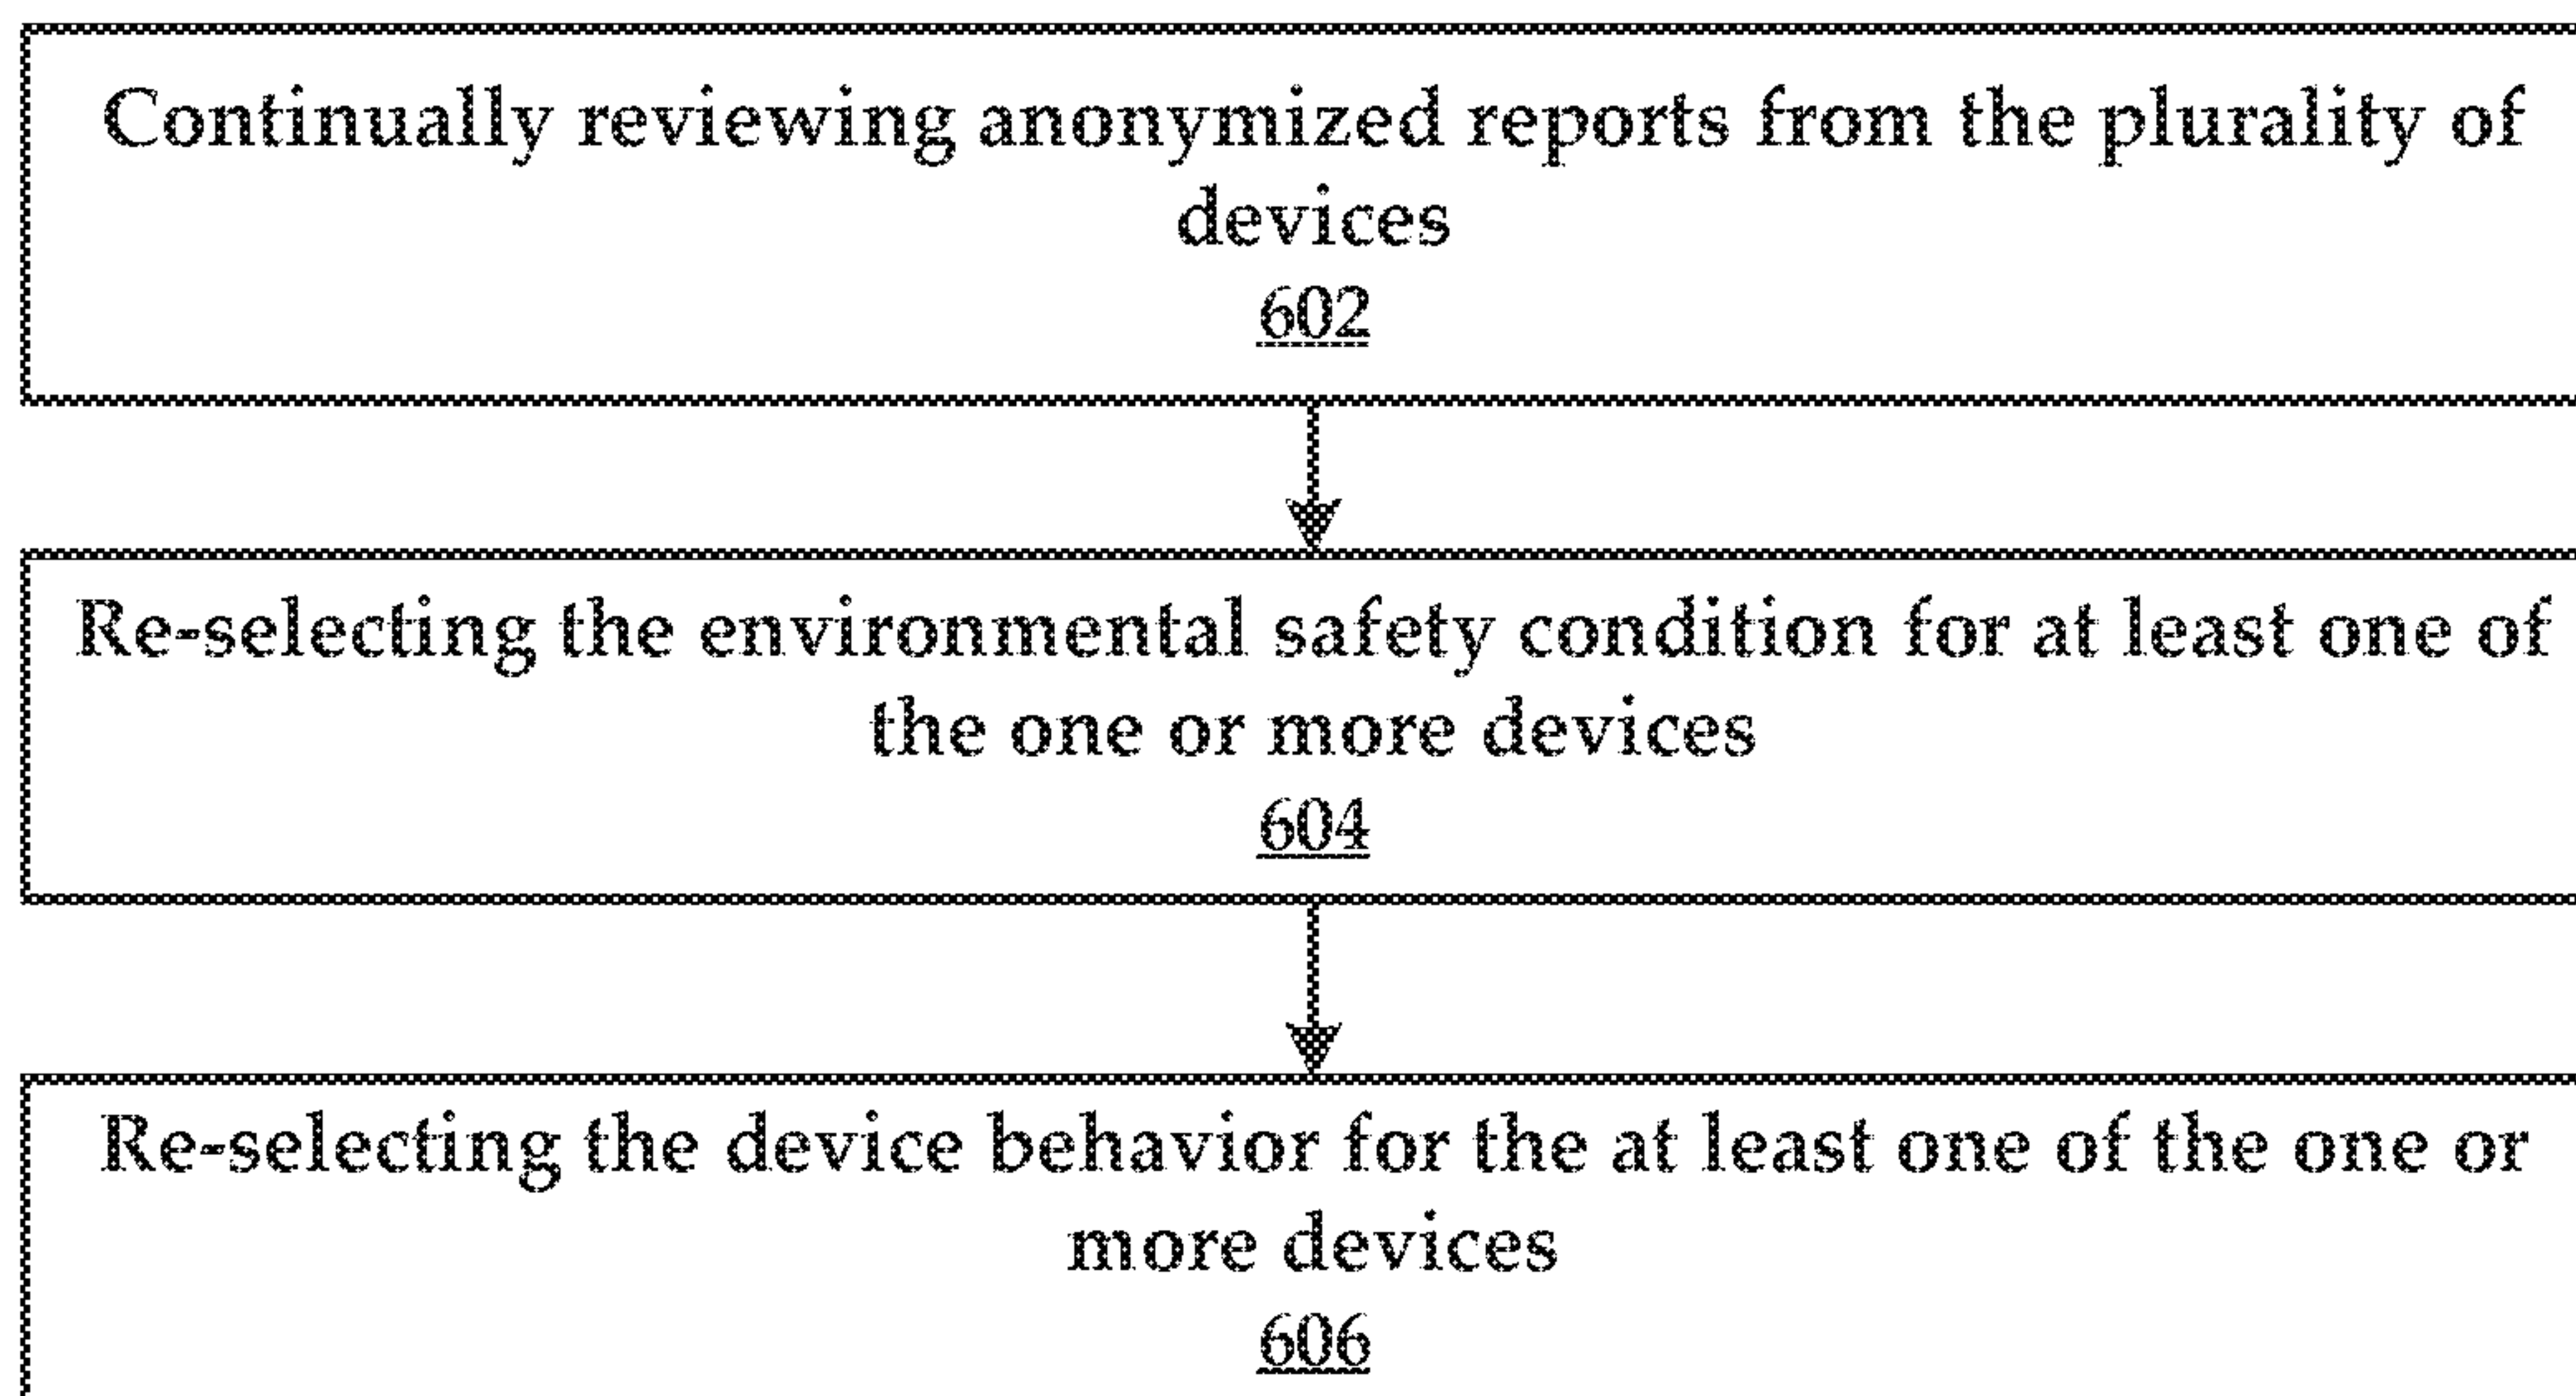 Continually reviewing anonymized reports from the plurality of
devices
602
Re-selecting the environmental safety condition for at least one of
the one or more devices
604
Re-selecting the device behavior for the at least one of the one or
more devices
606